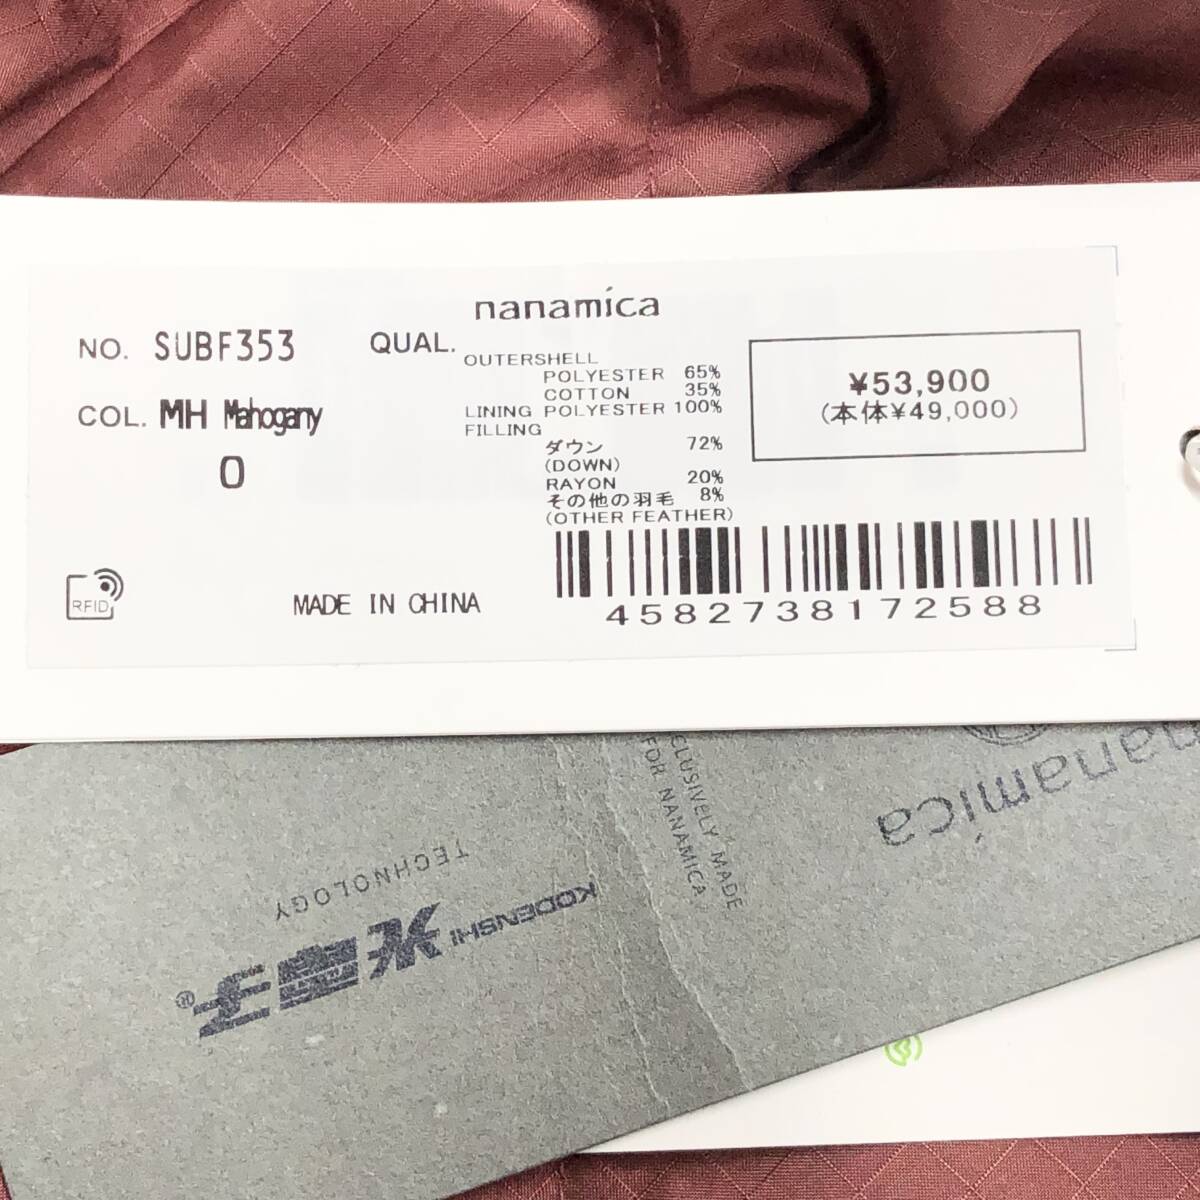 nanamica
NO. SUBF353
COL. MH Mahogany
0
QUAL.
OUTERSHELL
POLYESTER 65%
COTTON 35%
LINING POLYESTER 100%
FILLING
ダウン 72%
(DOWN)
RAYON 20%
その他の羽毛 8%
(OTHER FEATHER)
¥53,900
(本体¥49,000)
RFID
MADE IN CHINA
4582738172588
nanamica
CLUSIVELY MADE
FOR NANAMICA
KODENSHI
光電子®
TECHNOLOGY